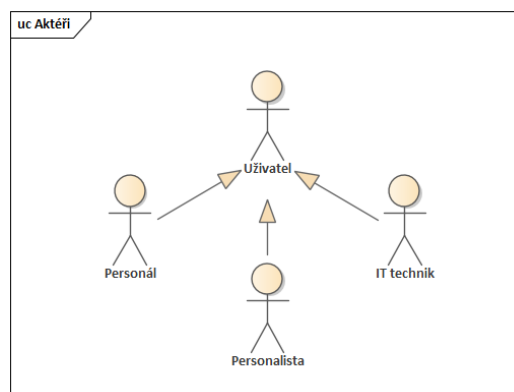 uc Aktéři
Uživatel
Personál
IT technik
Personalista